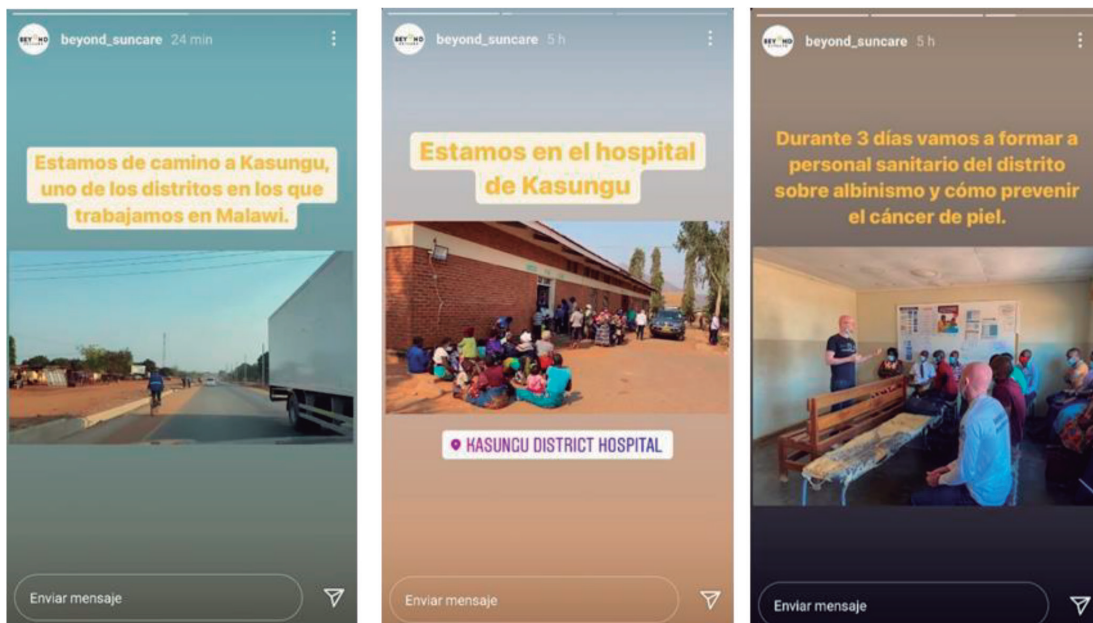 beyond_suncare 24 min
Estamos de camino a Kasungu,
uno de los distritos en los que
trabajamos en Malawi.
Enviar mensaje
beyond_suncare 5 h
Estamos en el hospital
de Kasungu
KASUNGU DISTRICT HOSPITAL
Enviar mensaje
beyond_suncare 5 h
Durante 3 días vamos a formar a
personal sanitario del distrito
sobre albinismo y cómo prevenir
el cáncer de piel.
Enviar mensaje